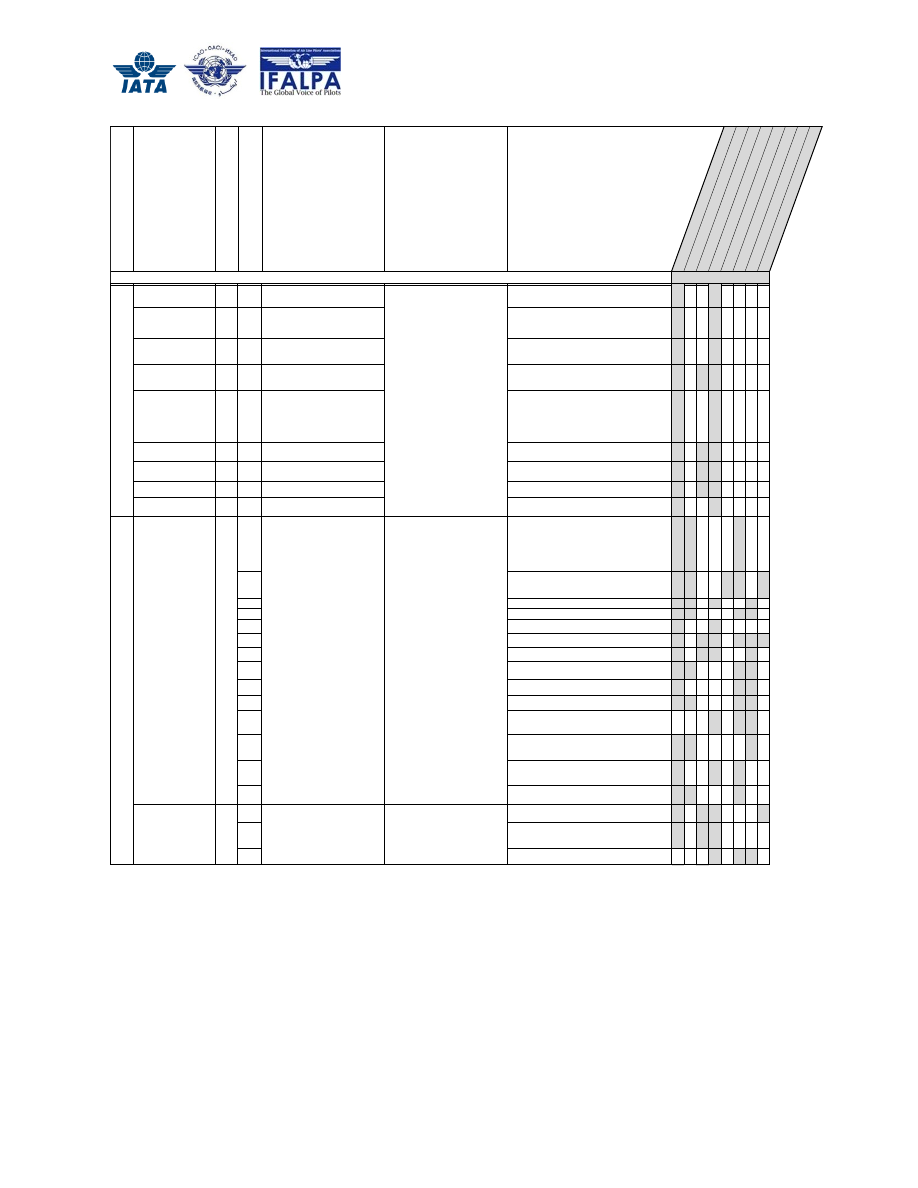 IATA
ICAO · OACI · ИКАО
International Federation of Air Line Pilots' Associations
IFALPA
The Global Voice of Pilots